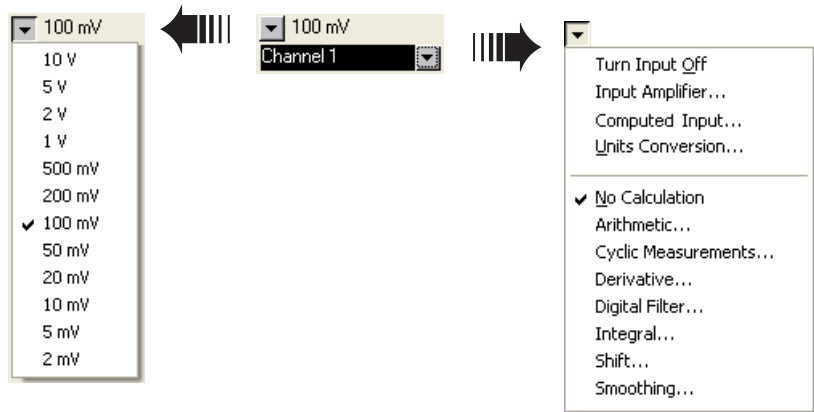 100 mV
10 V
5 V
2 V
1 V
500 mV
200 mV
100 mV
50 mV
20 mV
10 mV
5 mV
2 mV
100 mV
Channel 1
Turn Input Off
Input Amplifier...
Computed Input...
Units Conversion...
No Calculation
Arithmetic...
Cyclic Measurements...
Derivative...
Digital Filter...
Integral...
Shift...
Smoothing...